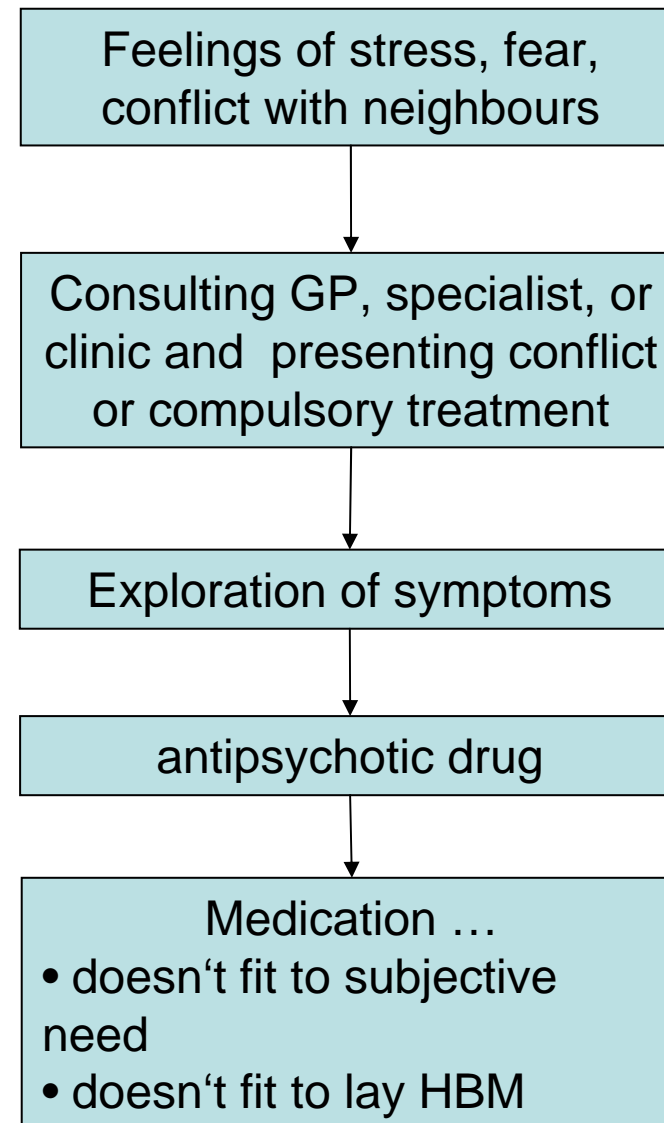 Feelings of stress, fear,
conflict with neighbours
Consulting GP, specialist, or
clinic and  presenting conflict
or compulsory treatment
Exploration of symptoms
antipsychotic drug
Medication …
• doesn‘t fit to subjective
need
• doesn‘t fit to lay HBM